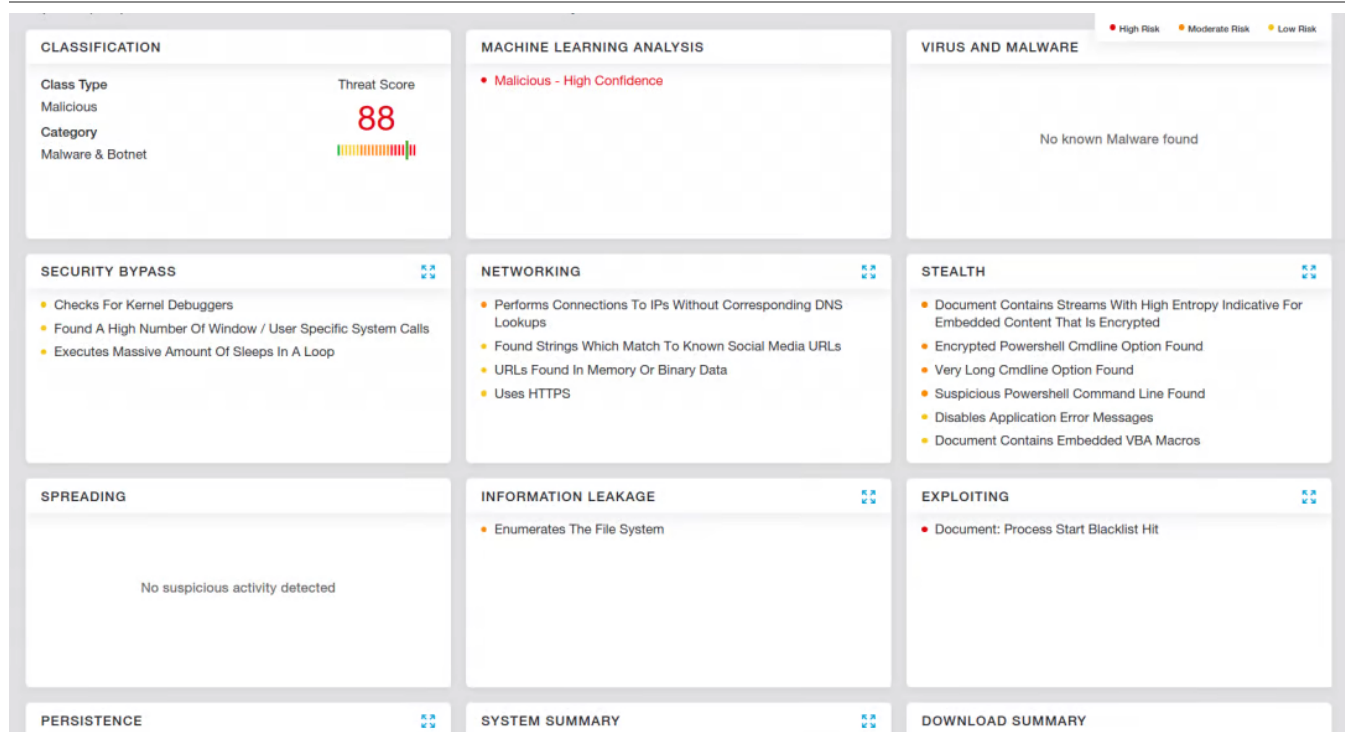 High Risk Moderate Risk Low Risk
CLASSIFICATION
Class Type
Threat Score
Malicious
88
Category
Malware & Botnet
MACHINE LEARNING ANALYSIS
Malicious - High Confidence
VIRUS AND MALWARE
No known Malware found
SECURITY BYPASS
Checks For Kernel Debuggers
Found A High Number Of Window / User Specific System Calls
Executes Massive Amount Of Sleeps In A Loop
NETWORKING
Performs Connections To IPs Without Corresponding DNS
Lookups
Found Strings Which Match To Known Social Media URLs
URLs Found In Memory Or Binary Data
Uses HTTPS
STEALTH
Document Contains Streams With High Entropy Indicative For
Embedded Content That Is Encrypted
Encrypted Powershell Cmdline Option Found
Very Long Cmdline Option Found
Suspicious Powershell Command Line Found
Disables Application Error Messages
Document Contains Embedded VBA Macros
SPREADING
No suspicious activity detected
INFORMATION LEAKAGE
Enumerates The File System
EXPLOITING
Document: Process Start Blacklist Hit
PERSISTENCE
SYSTEM SUMMARY
DOWNLOAD SUMMARY